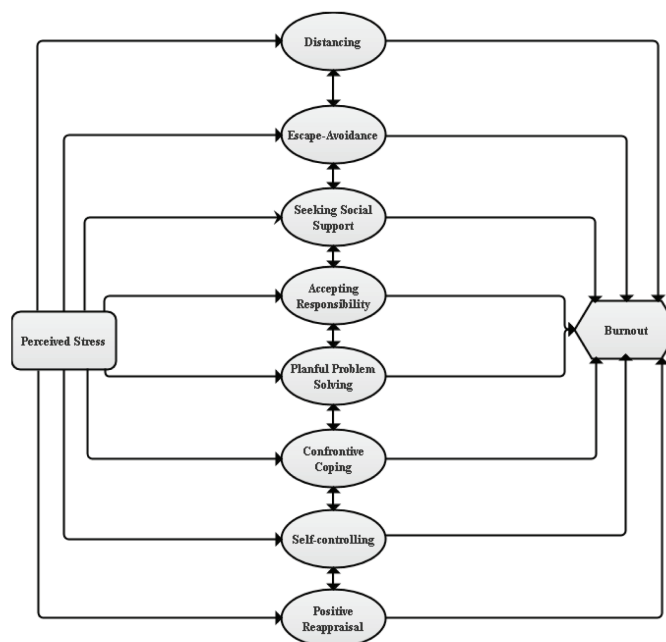 Distancing
Escape-Avoidance
Seeking Social
Support
Accepting
Responsibility
Perceived Stress
Burnout
Planful Problem
Solving
Confrontive
Coping
Self-controlling
Positive
Reappraisal